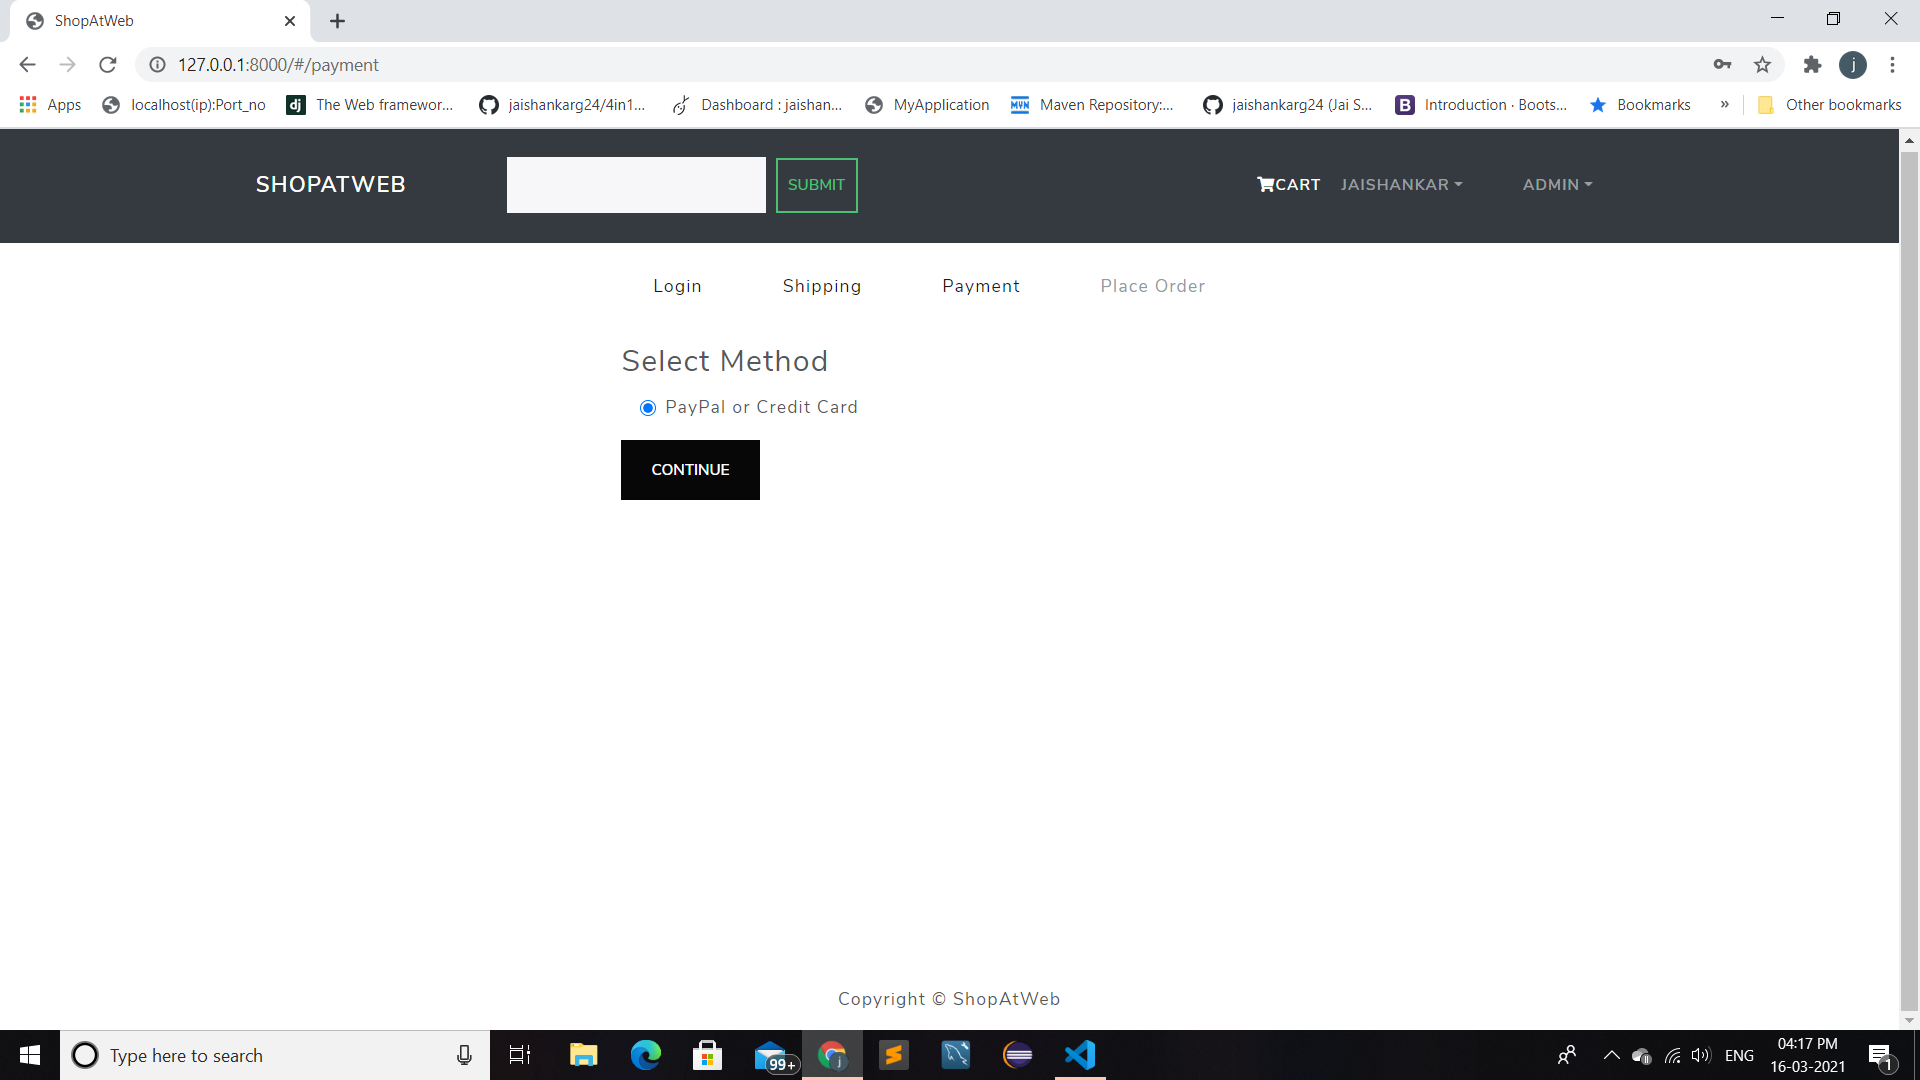 ShopAtWeb
127.0.0.1:8000/#/payment
j
Apps
localhost(ip):Port_no
dj
The Web framewor...
jaishankarg24/4in1...
Dashboard : jaishan...
MyApplication
MVN
Maven Repository:...
jaishankarg24 (Jai S...
B
Introduction · Boots...
Bookmarks
»
Other bookmarks
SHOPATWEB
SUBMIT
CART
JAISHANKAR
ADMIN
Login
Shipping
Payment
Place Order
Select Method
PayPal or Credit Card
CONTINUE
Copyright © ShopAtWeb
Type here to search
99+
j
ENG
04:17 PM
16-03-2021
1